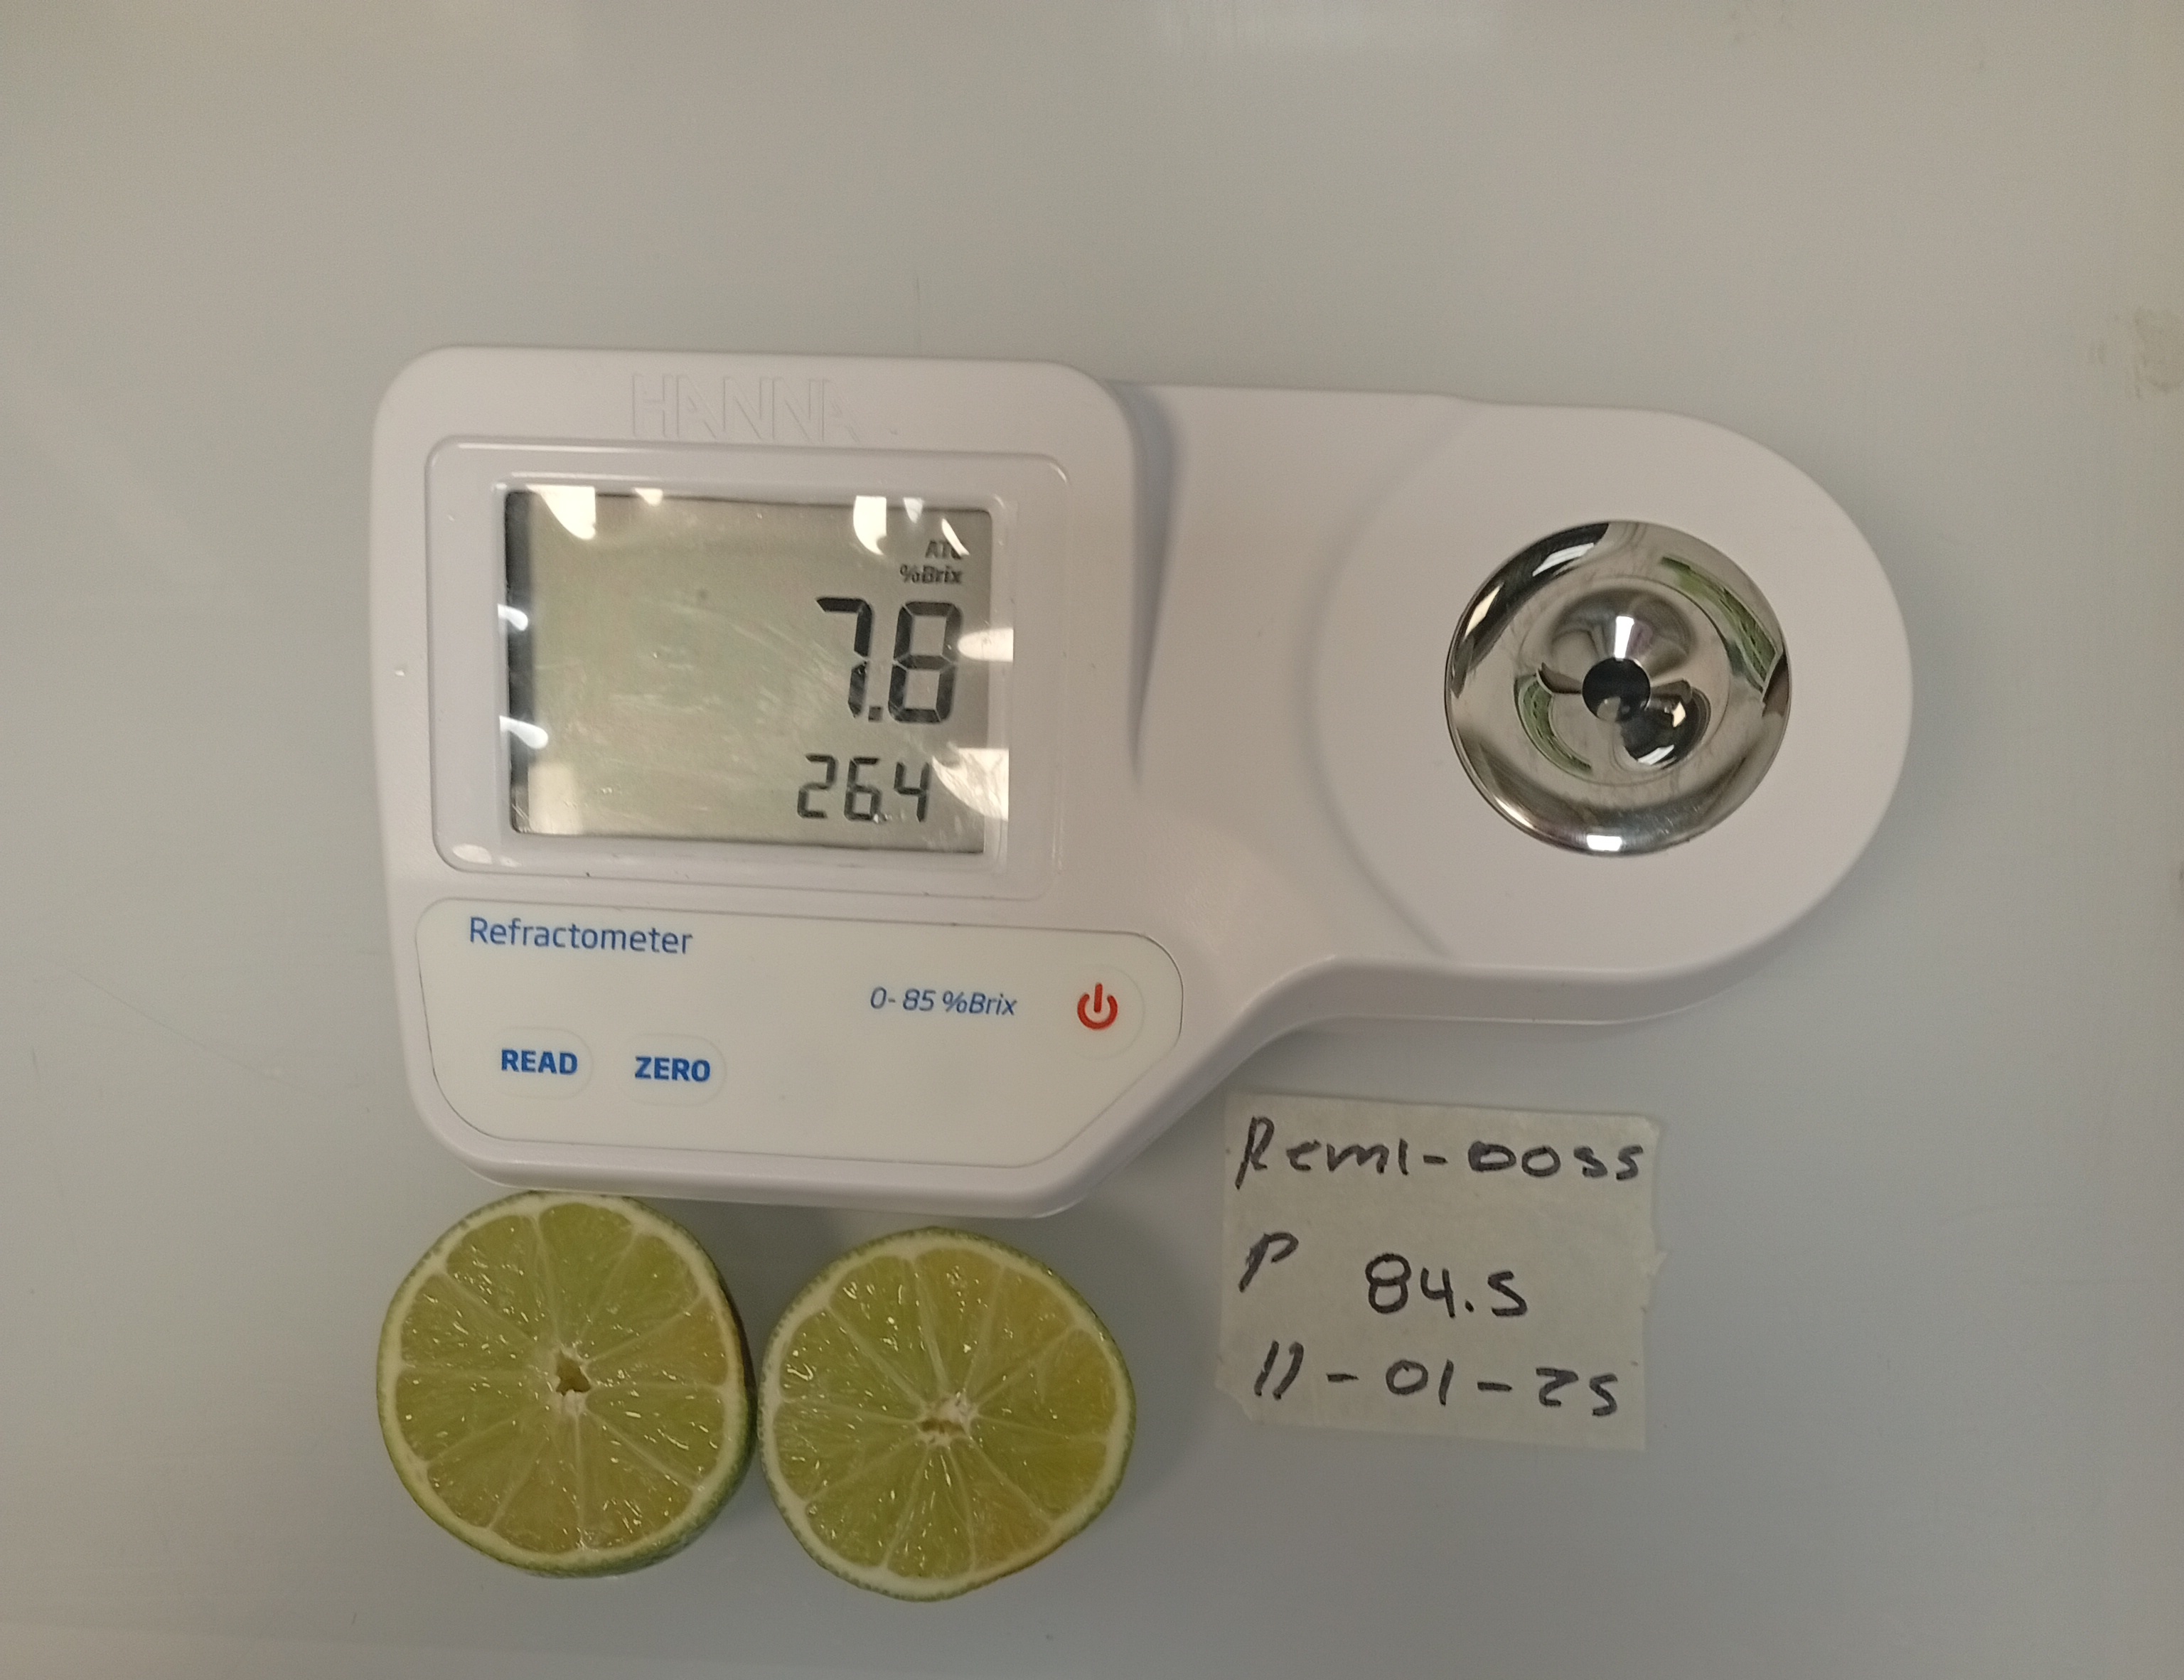 HANNA
ATC
%Brix
7.8
26.4
Refractometer
0-85 %Brix
READ
ZERO
Reml-0055
P 84.5
11-01-25